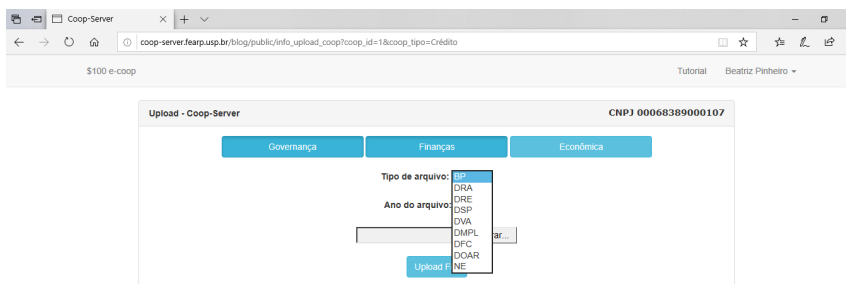 Coop-Server
coop-server.fearp.usp.br/blog/public/info_upload_coop?coop_id=1&coop_tipo=Crédito
$100 e-coop Tutorial Beatriz Pinheiro
Upload - Coop-Server CNPJ 00068389000107
Governança Finanças Econômica
Tipo de arquivo: BP
DRA
DRE
Ano do arquivo:
DSP
DVA
DMPL
ar...
DFC
DOAR
Upload F
NE